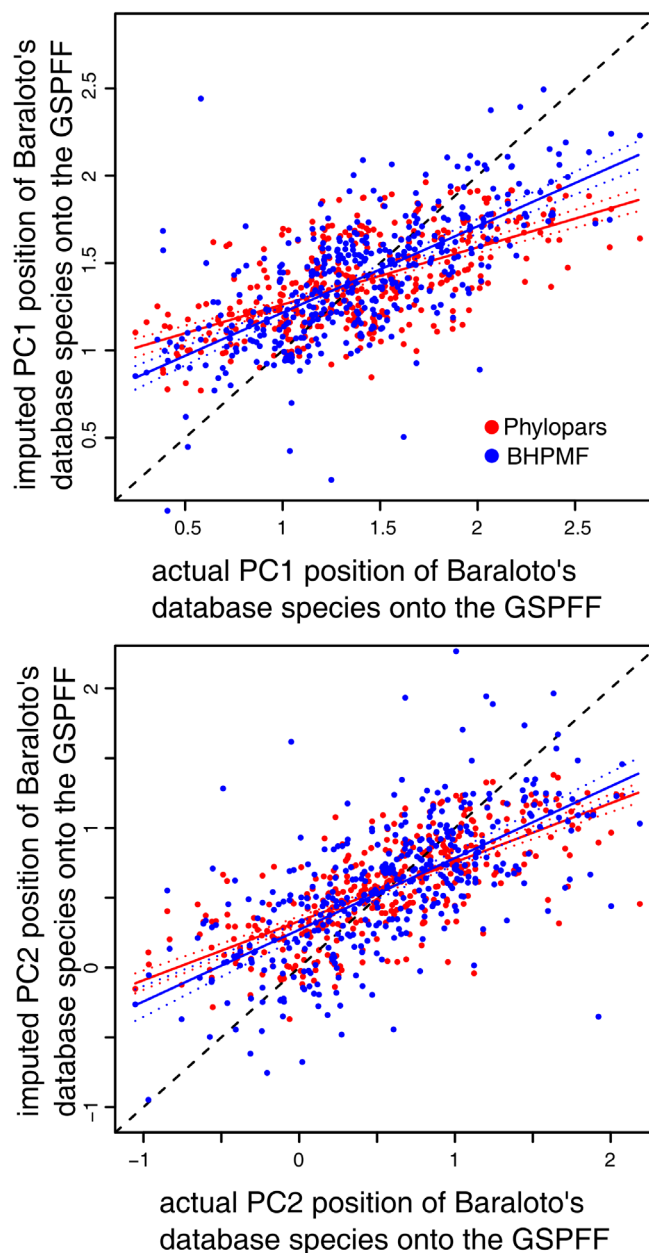 imputed PC1 position of Baraloto's
database species onto the GSPFF
2.5
2
1.5
1
0.5
Phylopars
BHPMF
0.5 1 1.5 2 2.5
actual PC1 position of Baraloto's
database species onto the GSPFF
imputed PC2 position of Baraloto's
database species onto the GSPFF
2
1
0
−1
−1 0 1 2
actual PC2 position of Baraloto's
database species onto the GSPFF